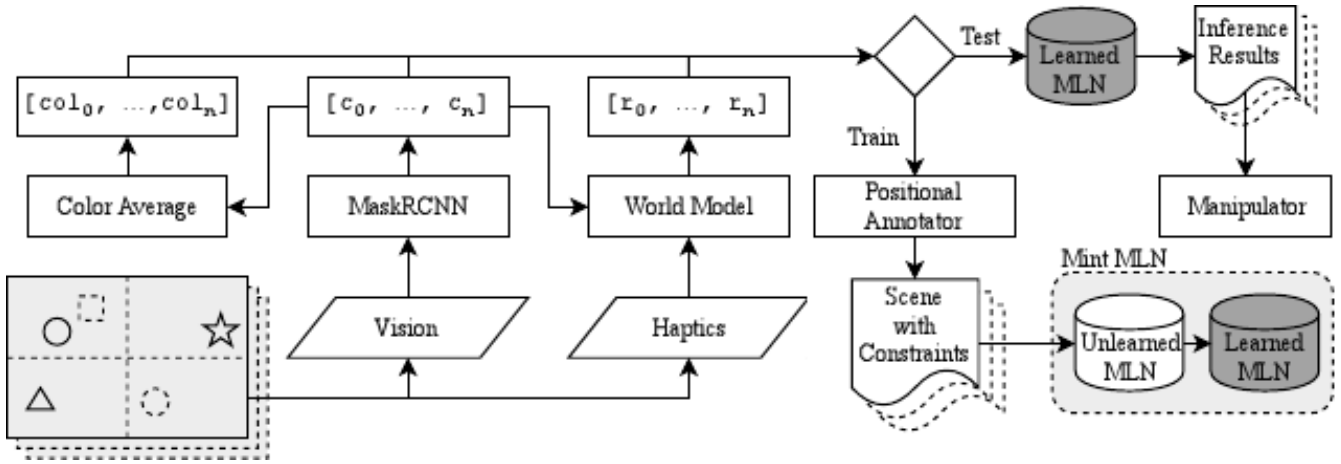 Test
Learned
MLN
Inference
Results
[col₀, …,colₙ]
[c₀, …, cₙ]
[r₀, …, rₙ]
Train
Color Average
MaskRCNN
World Model
Positional
Annotator
Manipulator
Mint MLN
Vision
Haptics
Scene
with
Constraints
Unlearned
MLN
Learned
MLN